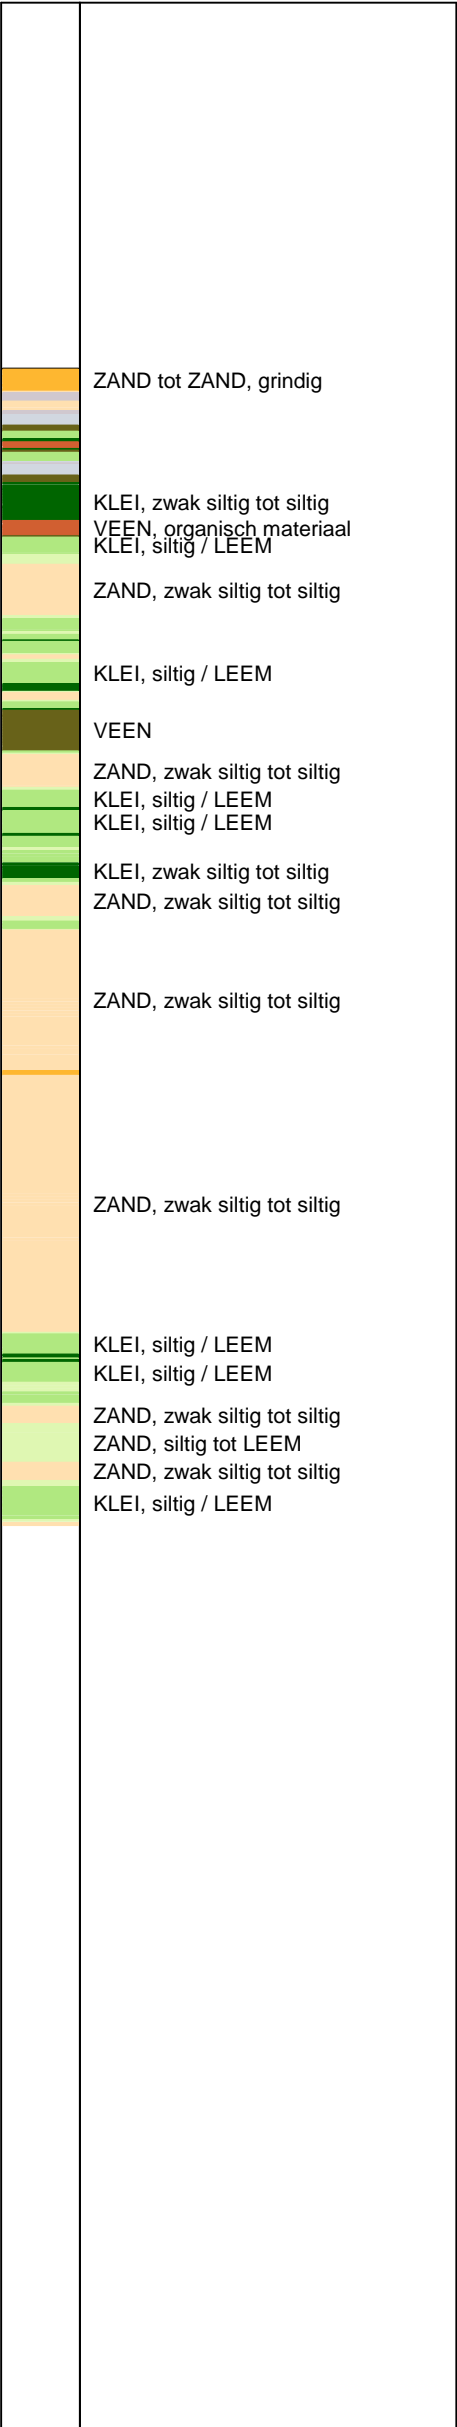 ZAND tot ZAND, grindig
KLEI, zwak siltig tot siltig
VEEN, organisch materiaal
KLEI, siltig / LEEM
ZAND, zwak siltig tot siltig
KLEI, siltig / LEEM
VEEN
ZAND, zwak siltig tot siltig
KLEI, siltig / LEEM
KLEI, siltig / LEEM
KLEI, zwak siltig tot siltig
ZAND, zwak siltig tot siltig
ZAND, zwak siltig tot siltig
ZAND, zwak siltig tot siltig
KLEI, siltig / LEEM
KLEI, siltig / LEEM
ZAND, zwak siltig tot siltig
ZAND, siltig tot LEEM
ZAND, zwak siltig tot siltig
KLEI, siltig / LEEM